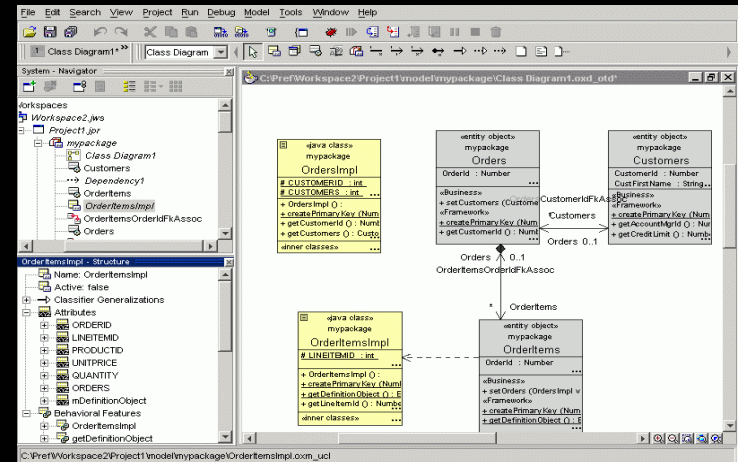 File Edit Search View Project Run Debug Model Tools Window Help
1 Class Diagram1* Class Diagram
System - Navigator
Workspaces
Workspace2.jws
Project1.jpr
mypackage
Class Diagram1
Customers
Dependency1
OrderItems
OrderItemsImpl
OrderItemsOrderIdFkAssoc
Orders
OrderItemsImpl - Structure
Name: OrderItemsImpl
Active: false
Classifier Generalizations
Attributes
ORDERID
LINEITEMID
PRODUCTID
UNITPRICE
QUANTITY
ORDERS
mDefinitionObject
Behavioral Features
OrderItemsImpl
getDefinitionObject
C:\Pref\Workspace2\Project1\model\mypackage\Class Diagram1.oxd_otd*
«java class»
mypackage
OrdersImpl
# CUSTOMERID : int
# CUSTOMERS : int ...
+ OrdersImpl () :
+ createPrimaryKey (Num
+ getCustomerId () : Numb
+ getCustomers () : Custo
...
«inner classes»
«entity object»
mypackage
Orders
OrderId : Number
...
«Business»
+ setCustomers (Custome
«Framework»
+ createPrimaryKey (Num
+ getCustomerId () : Numb
...
CustomerIdFkAssoc
*Customers
Orders 0..1
«entity object»
mypackage
Customers
CustomerId : Number
CustFirstName : String...
«Business»
«Framework»
+ createPrimaryKey (Num
+ getAccountMgrId () : Nur
+ getCreditLimit () : Numb
...
Orders 0..1
OrderItemsOrderIdFkAssoc
* OrderItems
«java class»
mypackage
OrderItemsImpl
# LINEITEMID : int
...
+ OrderItemsImpl () :
+ createPrimaryKey (Numl
+ getDefinitionObject () : E
+ getLineItemId () : Numbe
...
«inner classes»
«entity object»
mypackage
OrderItems
OrderId : Number
...
«Business»
+ setOrders (OrdersImpl v
«Framework»
+ createPrimaryKey (Num
+ getDefinitionObject () : E
C:\Pref\Workspace2\Project1\model\mypackage\OrderItemsImpl.oxm_ucl